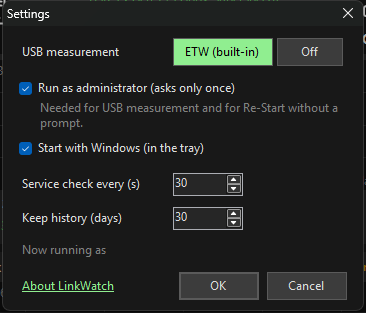 Settings
USB measurement
ETW (built-in)
Off
Run as administrator (asks only once)
Needed for USB measurement and for Re-Start without a
prompt.
Start with Windows (in the tray)
Service check every (s)
30
Keep history (days)
30
Now running as
About LinkWatch
OK
Cancel